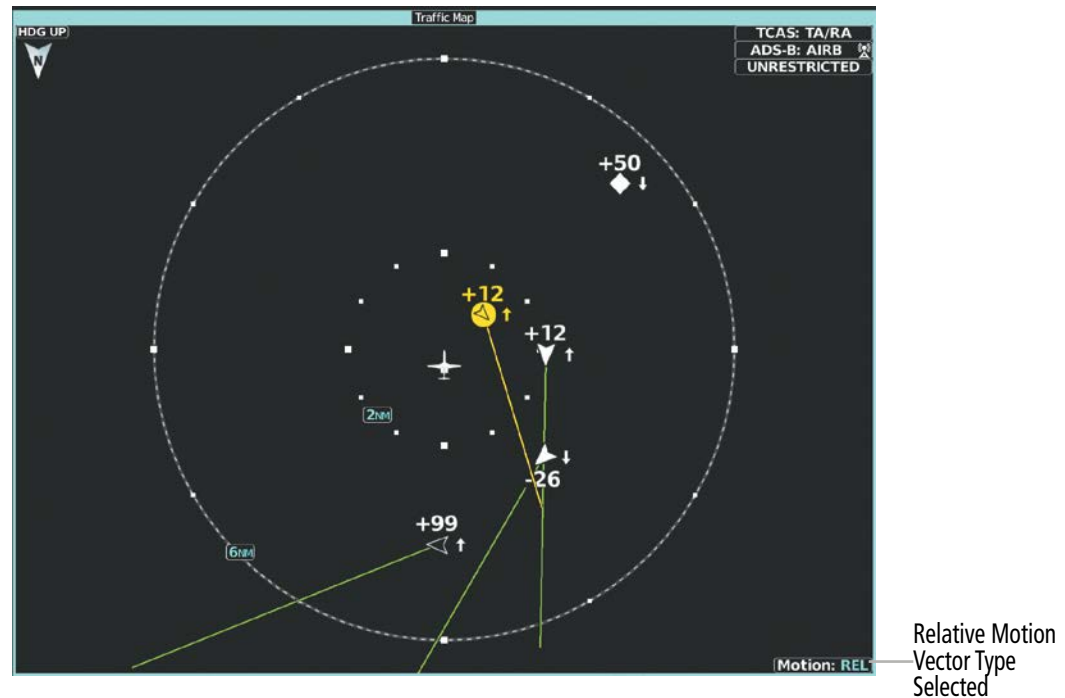 Traffic Map
HDG UP
N
TCAS: TA/RA
ADS-B: AIRB
UNRESTRICTED
+50
+12
+12
2NM
-26
+99
6NM
Motion: REL
Relative Motion
Vector Type
Selected